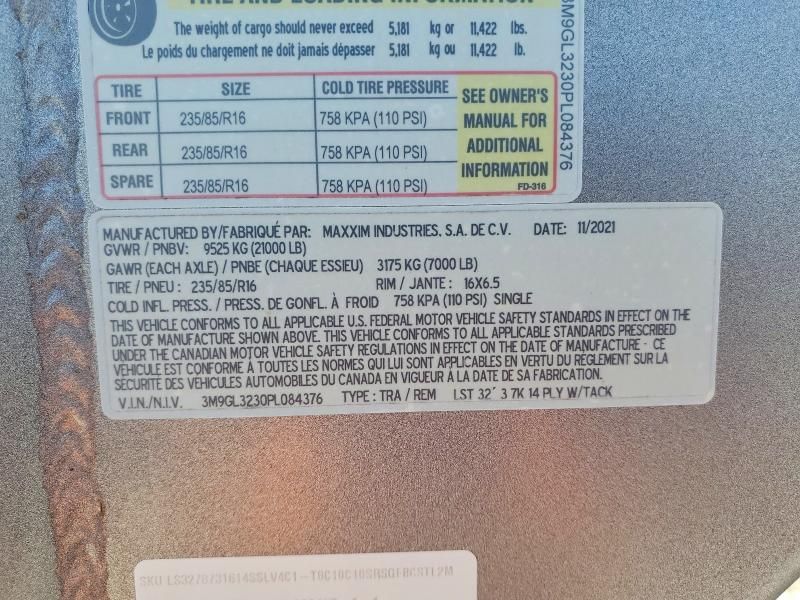 TIRE AND LOADING INFORMATION
The weight of cargo should never exceed 5,181 kg or 11,422 lbs.
Le poids du chargement ne doit jamais dépasser 5,181 kg ou 11,422 lb.
TIRE SIZE COLD TIRE PRESSURE
FRONT 235/85/R16 758 KPA (110 PSI)
REAR 235/85/R16 758 KPA (110 PSI)
SPARE 235/85/R16 758 KPA (110 PSI)
SEE OWNER'S
MANUAL FOR
ADDITIONAL
INFORMATION
FD-316
3M9GL3230PL084376
MANUFACTURED BY/FABRIQUÉ PAR: MAXXIM INDUSTRIES, S.A. DE C.V. DATE: 11/2021
GVWR / PNBV: 9525 KG (21000 LB)
GAWR (EACH AXLE) / PNBE (CHAQUE ESSIEU) 3175 KG (7000 LB)
TIRE / PNEU : 235/85/R16 RIM / JANTE : 16X6.5
COLD INFL. PRESS. / PRESS. DE GONFL. À FROID 758 KPA (110 PSI) SINGLE
THIS VEHICLE CONFORMS TO ALL APPLICABLE U.S. FEDERAL MOTOR VEHICLE SAFETY STANDARDS IN EFFECT ON THE
DATE OF MANUFACTURE SHOWN ABOVE. THIS VEHICLE CONFORMS TO ALL APPLICABLE STANDARDS PRESCRIBED
UNDER THE CANADIAN MOTOR VEHICLE SAFETY REGULATIONS IN EFFECT ON THE DATE OF MANUFACTURE - CE
VÉHICULE EST CONFORME À TOUTES LES NORMES QUI LUI SONT APPLICABLES EN VERTU DU RÈGLEMENT SUR LA
SÉCURITÉ DES VÉHICULES AUTOMOBILES DU CANADA EN VIGUEUR À LA DATE DE SA FABRICATION.
V.I.N./N.I.V. 3M9GL3230PL084376 TYPE : TRA / REM LST 32´ 3 7K 14 PLY W/TACK
SKU